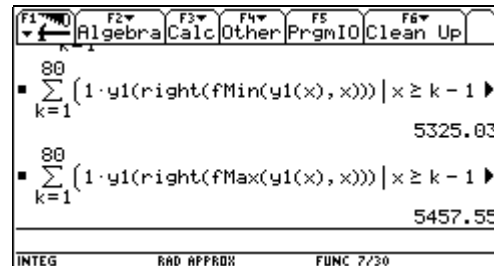 F1 F2 F3 F4 F5 F6
Algebra Calc Other PrgmIO Clean Up
k=1
80
■ Σ (1·y1(right(fMin(y1(x),x)))|x ≥ k - 1 ▶
k=1
5325.03
80
■ Σ (1·y1(right(fMax(y1(x),x)))|x ≥ k - 1 ▶
k=1
5457.55
INTEG RAD APPROX FUNC 7/30